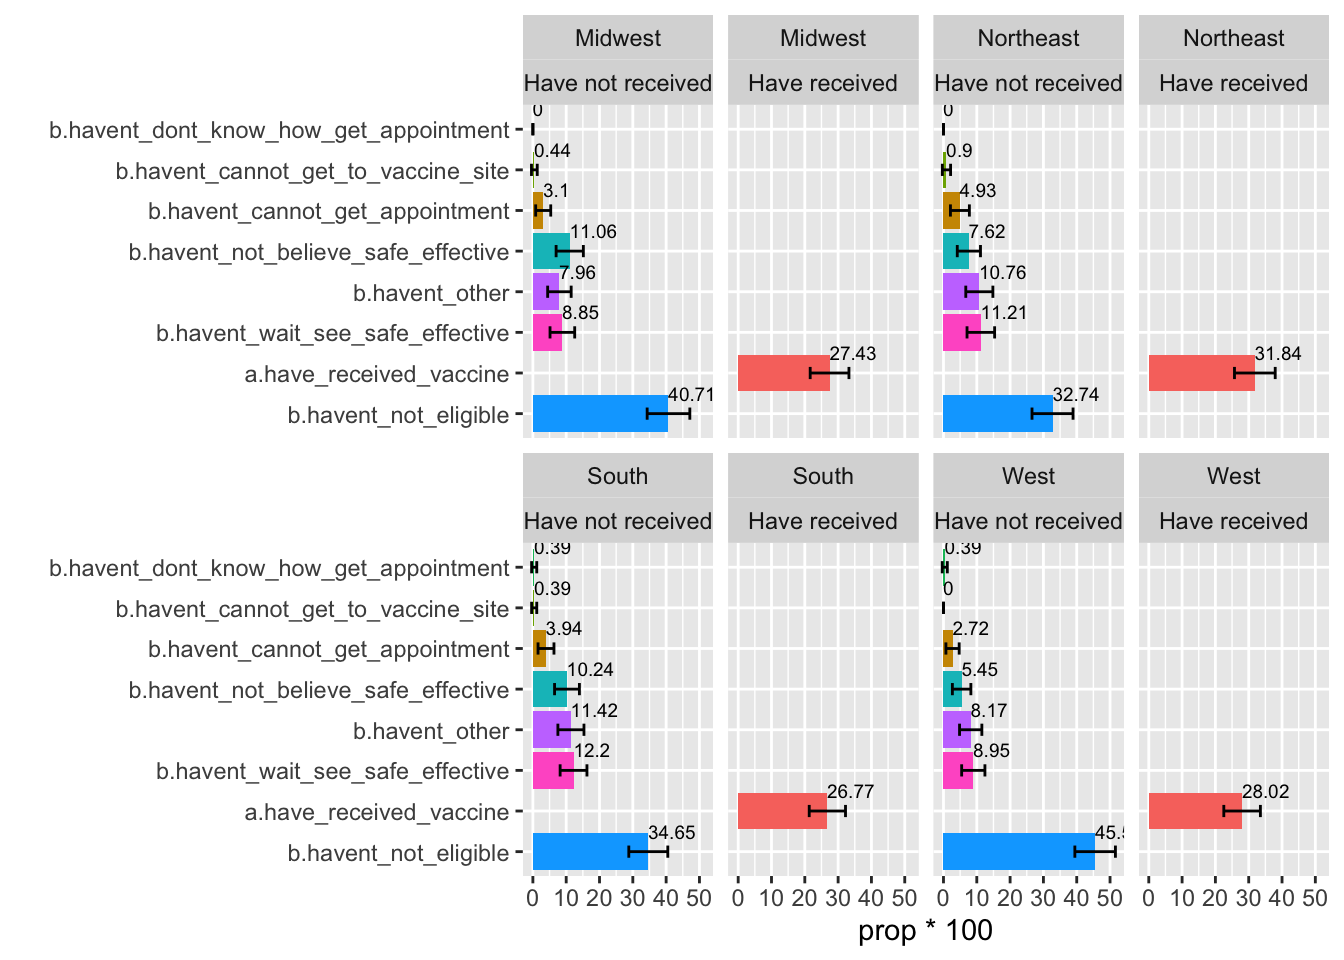 Midwest Midwest Northeast Northeast
Have not received Have received Have not received Have received
b.havent_dont_know_how_get_appointment 0 0
b.havent_cannot_get_to_vaccine_site 0.44 0.9
b.havent_cannot_get_appointment 3.1 4.93
b.havent_not_believe_safe_effective 11.06 7.62
b.havent_other 7.96 10.76
b.havent_wait_see_safe_effective 8.85 11.21
a.have_received_vaccine 27.43 31.84
b.havent_not_eligible 40.71 32.74
South South West West
Have not received Have received Have not received Have received
b.havent_dont_know_how_get_appointment 0.39 0.39
b.havent_cannot_get_to_vaccine_site 0.39 0
b.havent_cannot_get_appointment 3.94 2.72
b.havent_not_believe_safe_effective 10.24 5.45
b.havent_other 11.42 8.17
b.havent_wait_see_safe_effective 12.2 8.95
a.have_received_vaccine 26.77 28.02
b.havent_not_eligible 34.65
0 10 20 30 40 50 0 10 20 30 40 50 0 10 20 30 40 50 0 10 20 30 40 50
prop * 100